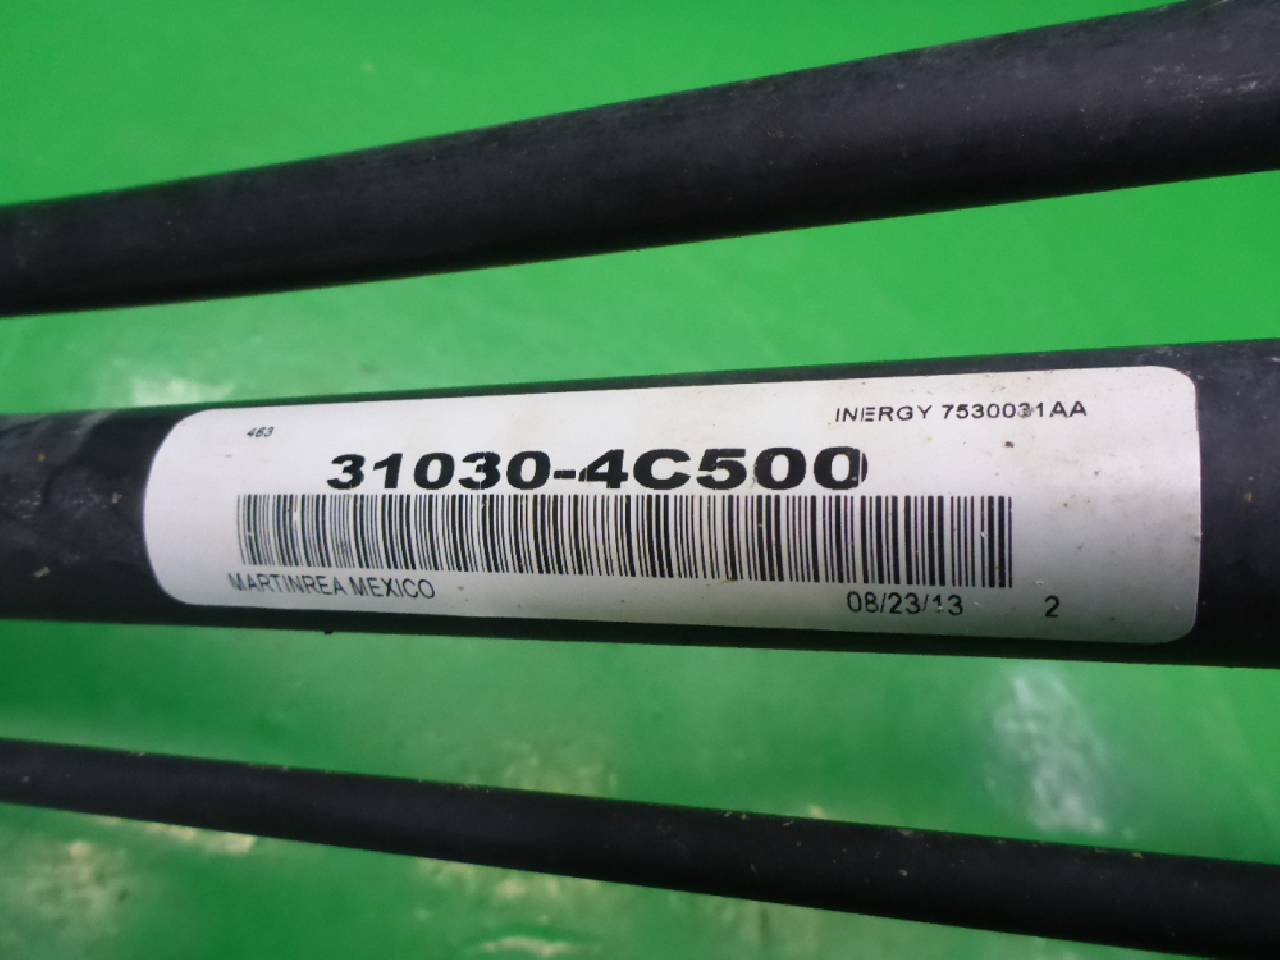 INERGY 7530031AA
463
31030-4C500
MARTINREA MEXICO
08/23/13 2